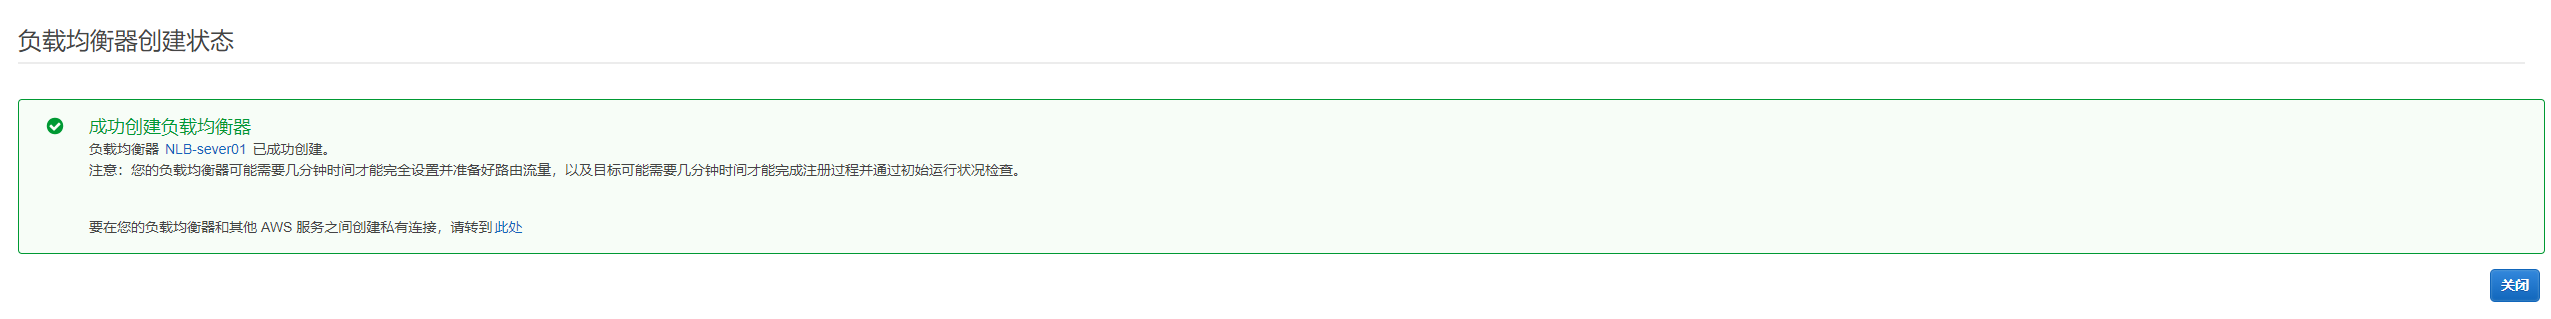 负载均衡器创建状态
成功创建负载均衡器
负载均衡器 NLB-sever01 已成功创建。
注意：您的负载均衡器可能需要几分钟时间才能完全设置并准备好路由流量，以及目标可能需要几分钟时间才能完成注册过程并通过初始运行状况检查。
要在您的负载均衡器和其他 AWS 服务之间创建私有连接，请转到 此处
关闭